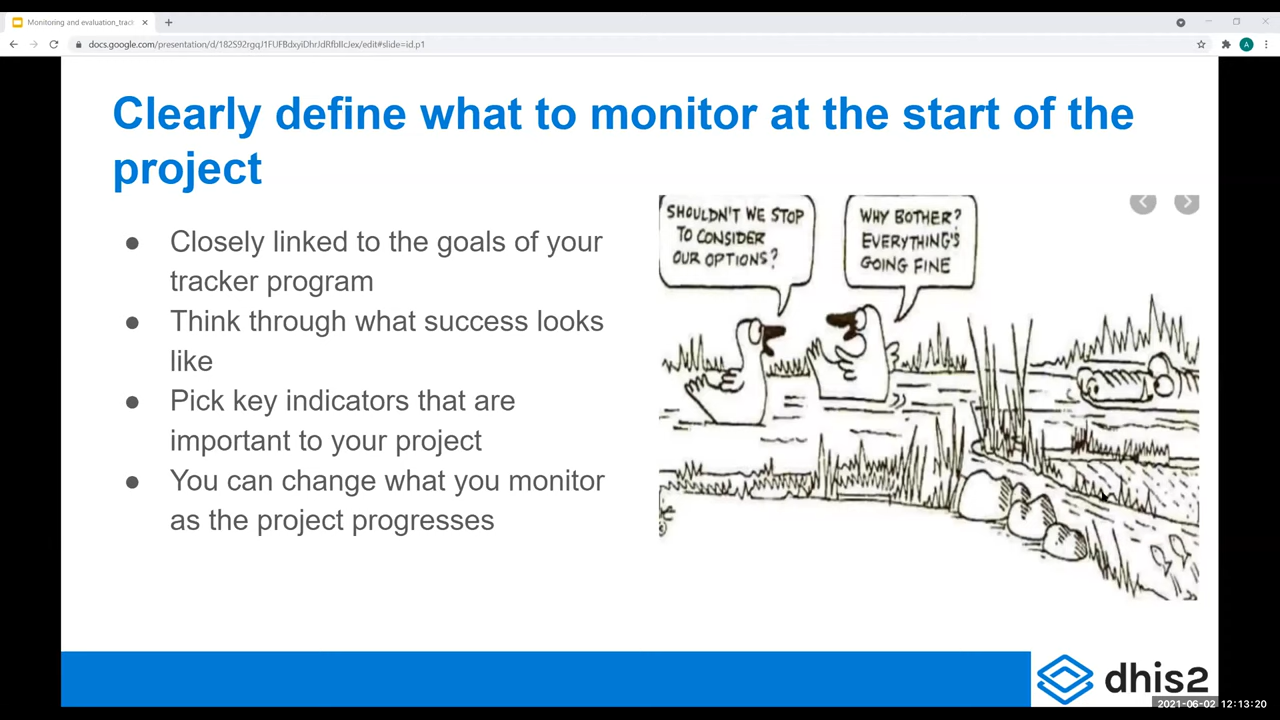 Monitoring and evaluation_tract
docs.google.com/presentation/d/182S92rgqJ1FUFBdxyiDhrJdRfbIlcJex/edit#slide=id.p1
A
Clearly define what to monitor at the start of the
project
● Closely linked to the goals of your
tracker program
● Think through what success looks
like
● Pick key indicators that are
important to your project
● You can change what you monitor
as the project progresses
SHOULDN'T WE STOP
TO CONSIDER
OUR OPTIONS?
WHY BOTHER?
EVERYTHING'S
GOING FINE
dhis2
2021-06-02 12:13:20